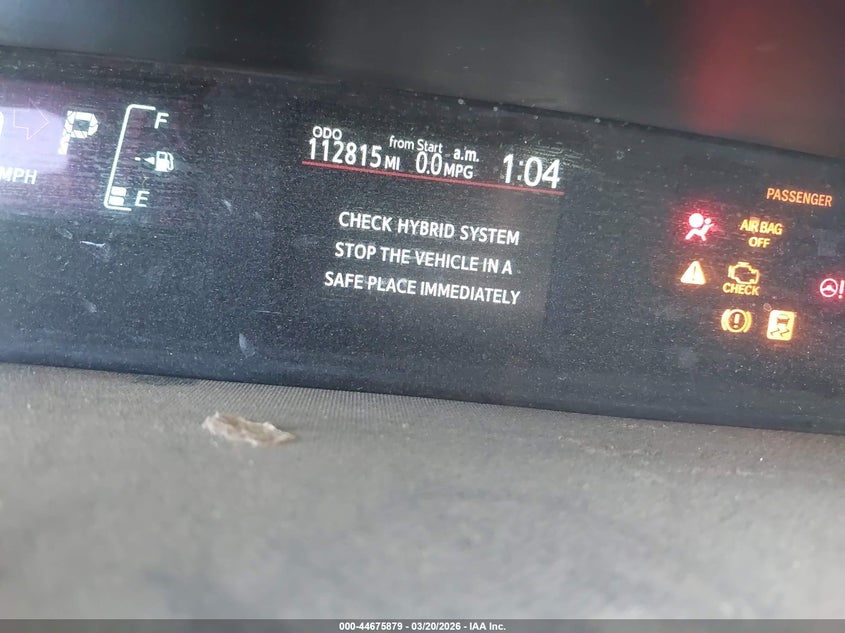 P
F
MPH
E
ODO
112815 MI
from Start
0.0 MPG
a.m.
1:04
CHECK HYBRID SYSTEM
STOP THE VEHICLE IN A
SAFE PLACE IMMEDIATELY
PASSENGER
AIR BAG
OFF
CHECK
000-44675879 - 03/20/2026 - IAA Inc.